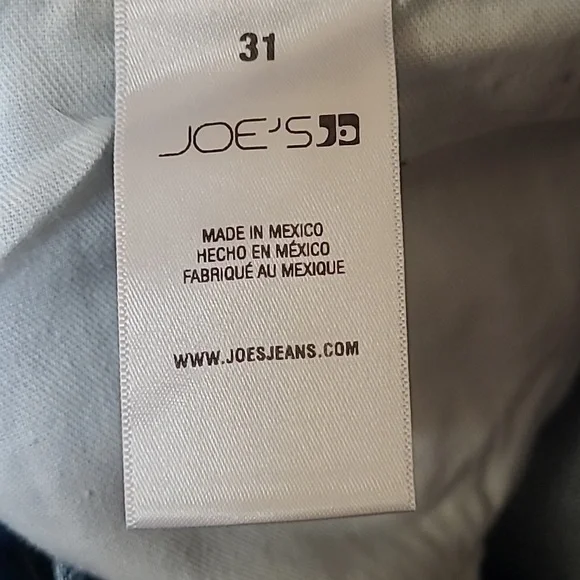 31
JOE'S
MADE IN MEXICO
HECHO EN MÉXICO
FABRIQUÉ AU MEXIQUE
WWW.JOESJEANS.COM